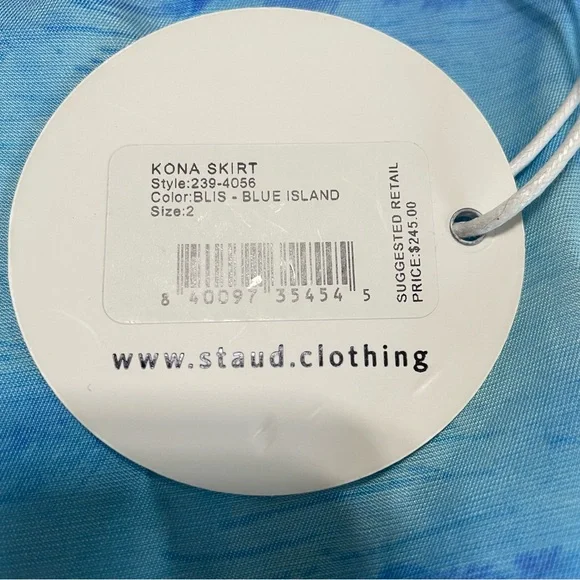 KONA SKIRT
Style:239-4056
Color:BLIS - BLUE ISLAND
Size:2
8 40097 35454 5
SUGGESTED RETAIL
PRICE:$245.00
www.staud.clothing